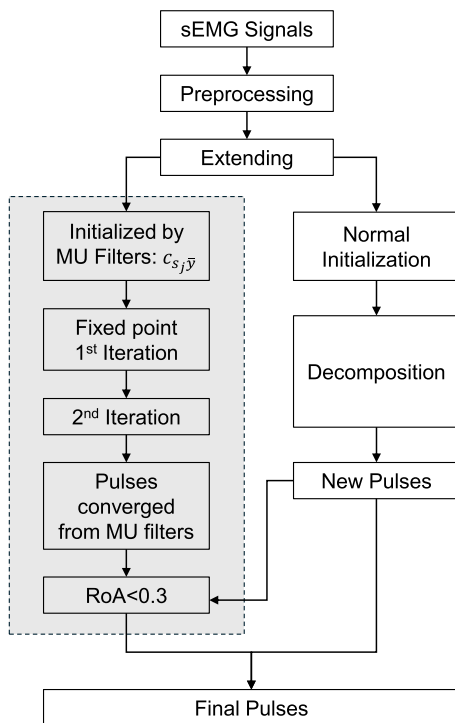 sEMG Signals
Preprocessing
Extending
Initialized by
MU Filters: c_{s_j ȳ}
Fixed point
1st Iteration
2nd Iteration
Pulses
converged
from MU filters
RoA<0.3
Normal
Initialization
Decomposition
New Pulses
Final Pulses